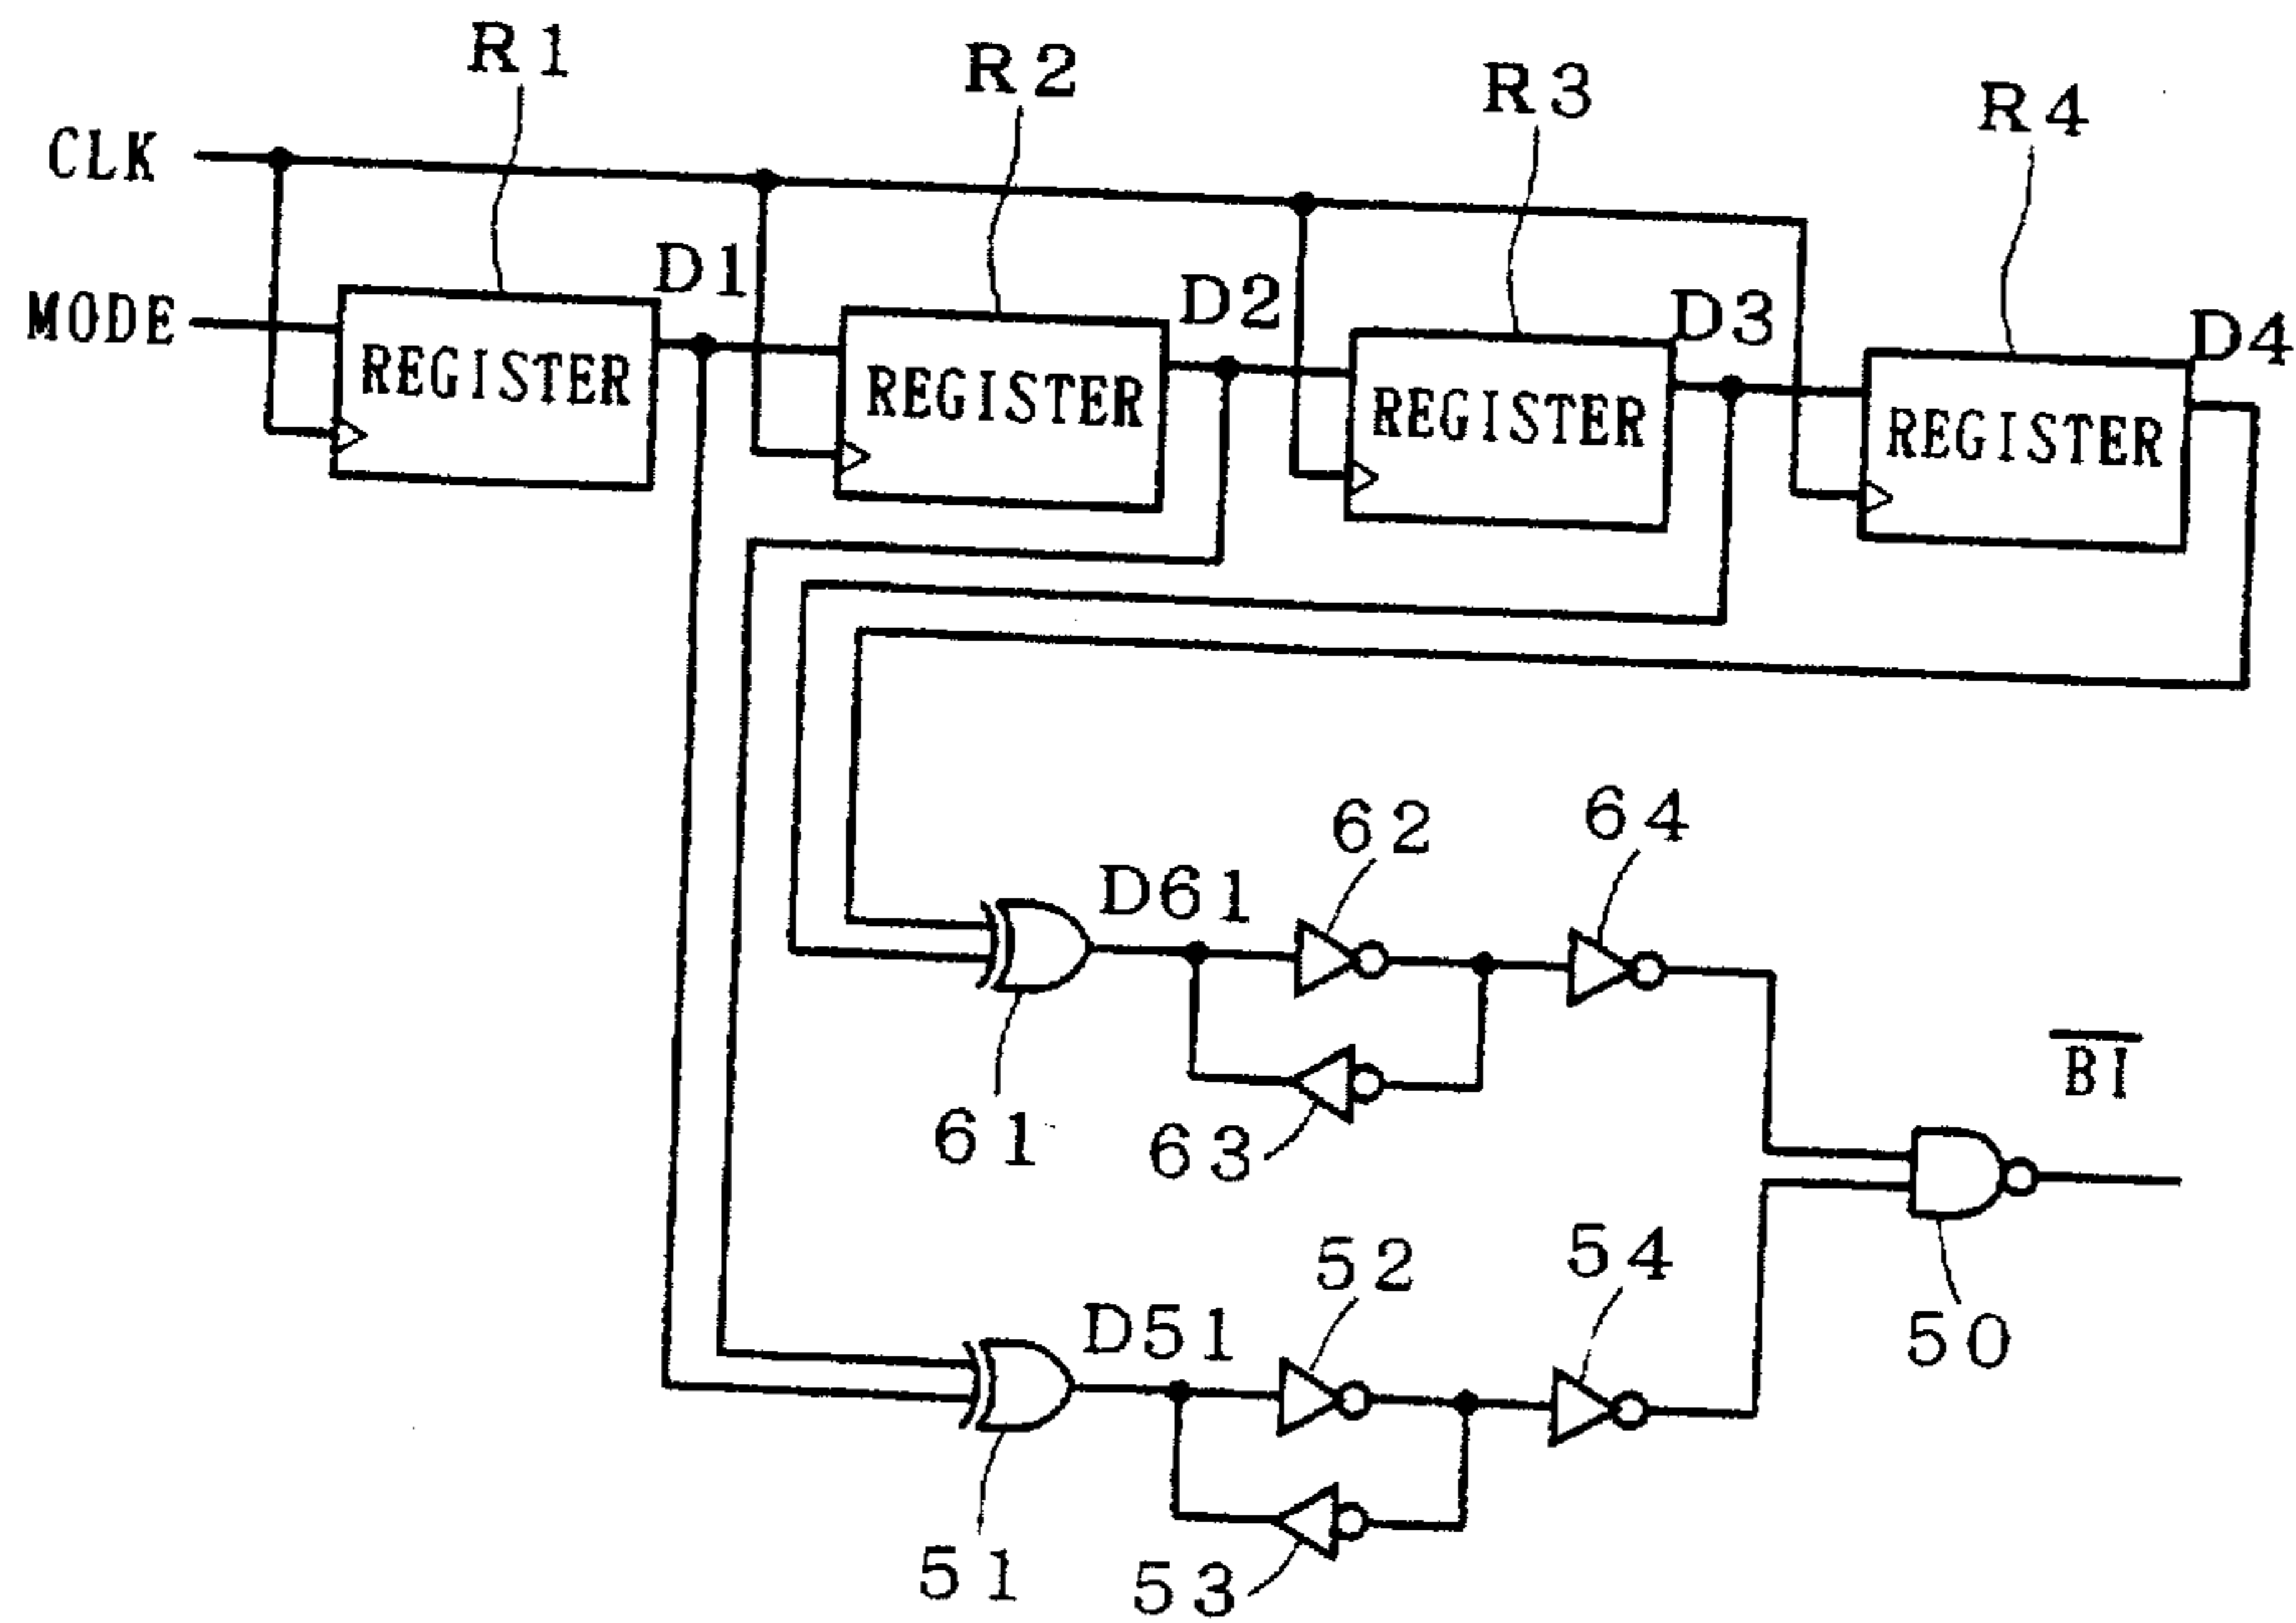 R1
R2
R3
R4
CLK
MODE
D1
D2
D3
D4
REGISTER
REGISTER
REGISTER
REGISTER
62
64
D61
61
63
BI
52
54
D51
50
51
53